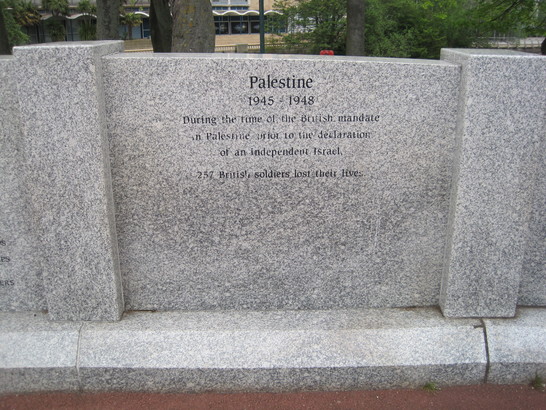 Palestine
1945 - 1948
During the time of the British mandate
in Palestine prior to the declaration
of an independent Israel,
257 British soldiers lost their lives.